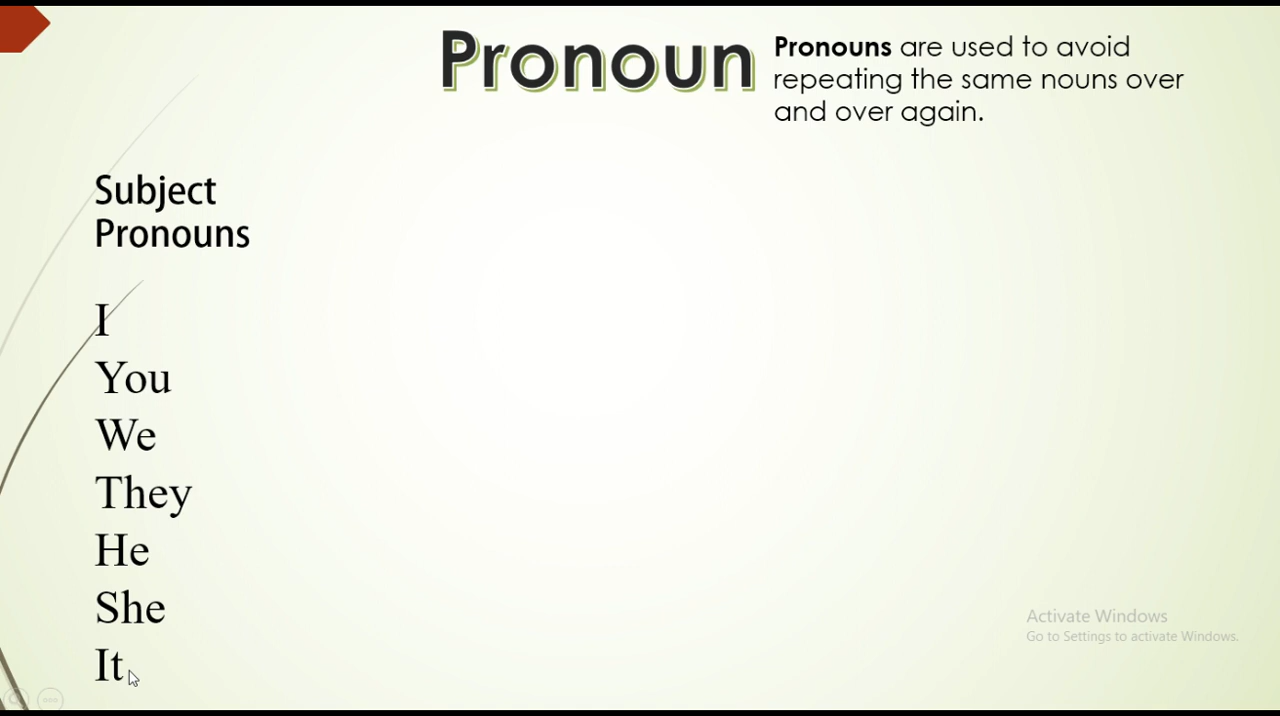 Pronoun
Pronouns are used to avoid
repeating the same nouns over
and over again.
Subject
Pronouns
I
You
We
They
He
She
It
Activate Windows
Go to Settings to activate Windows.